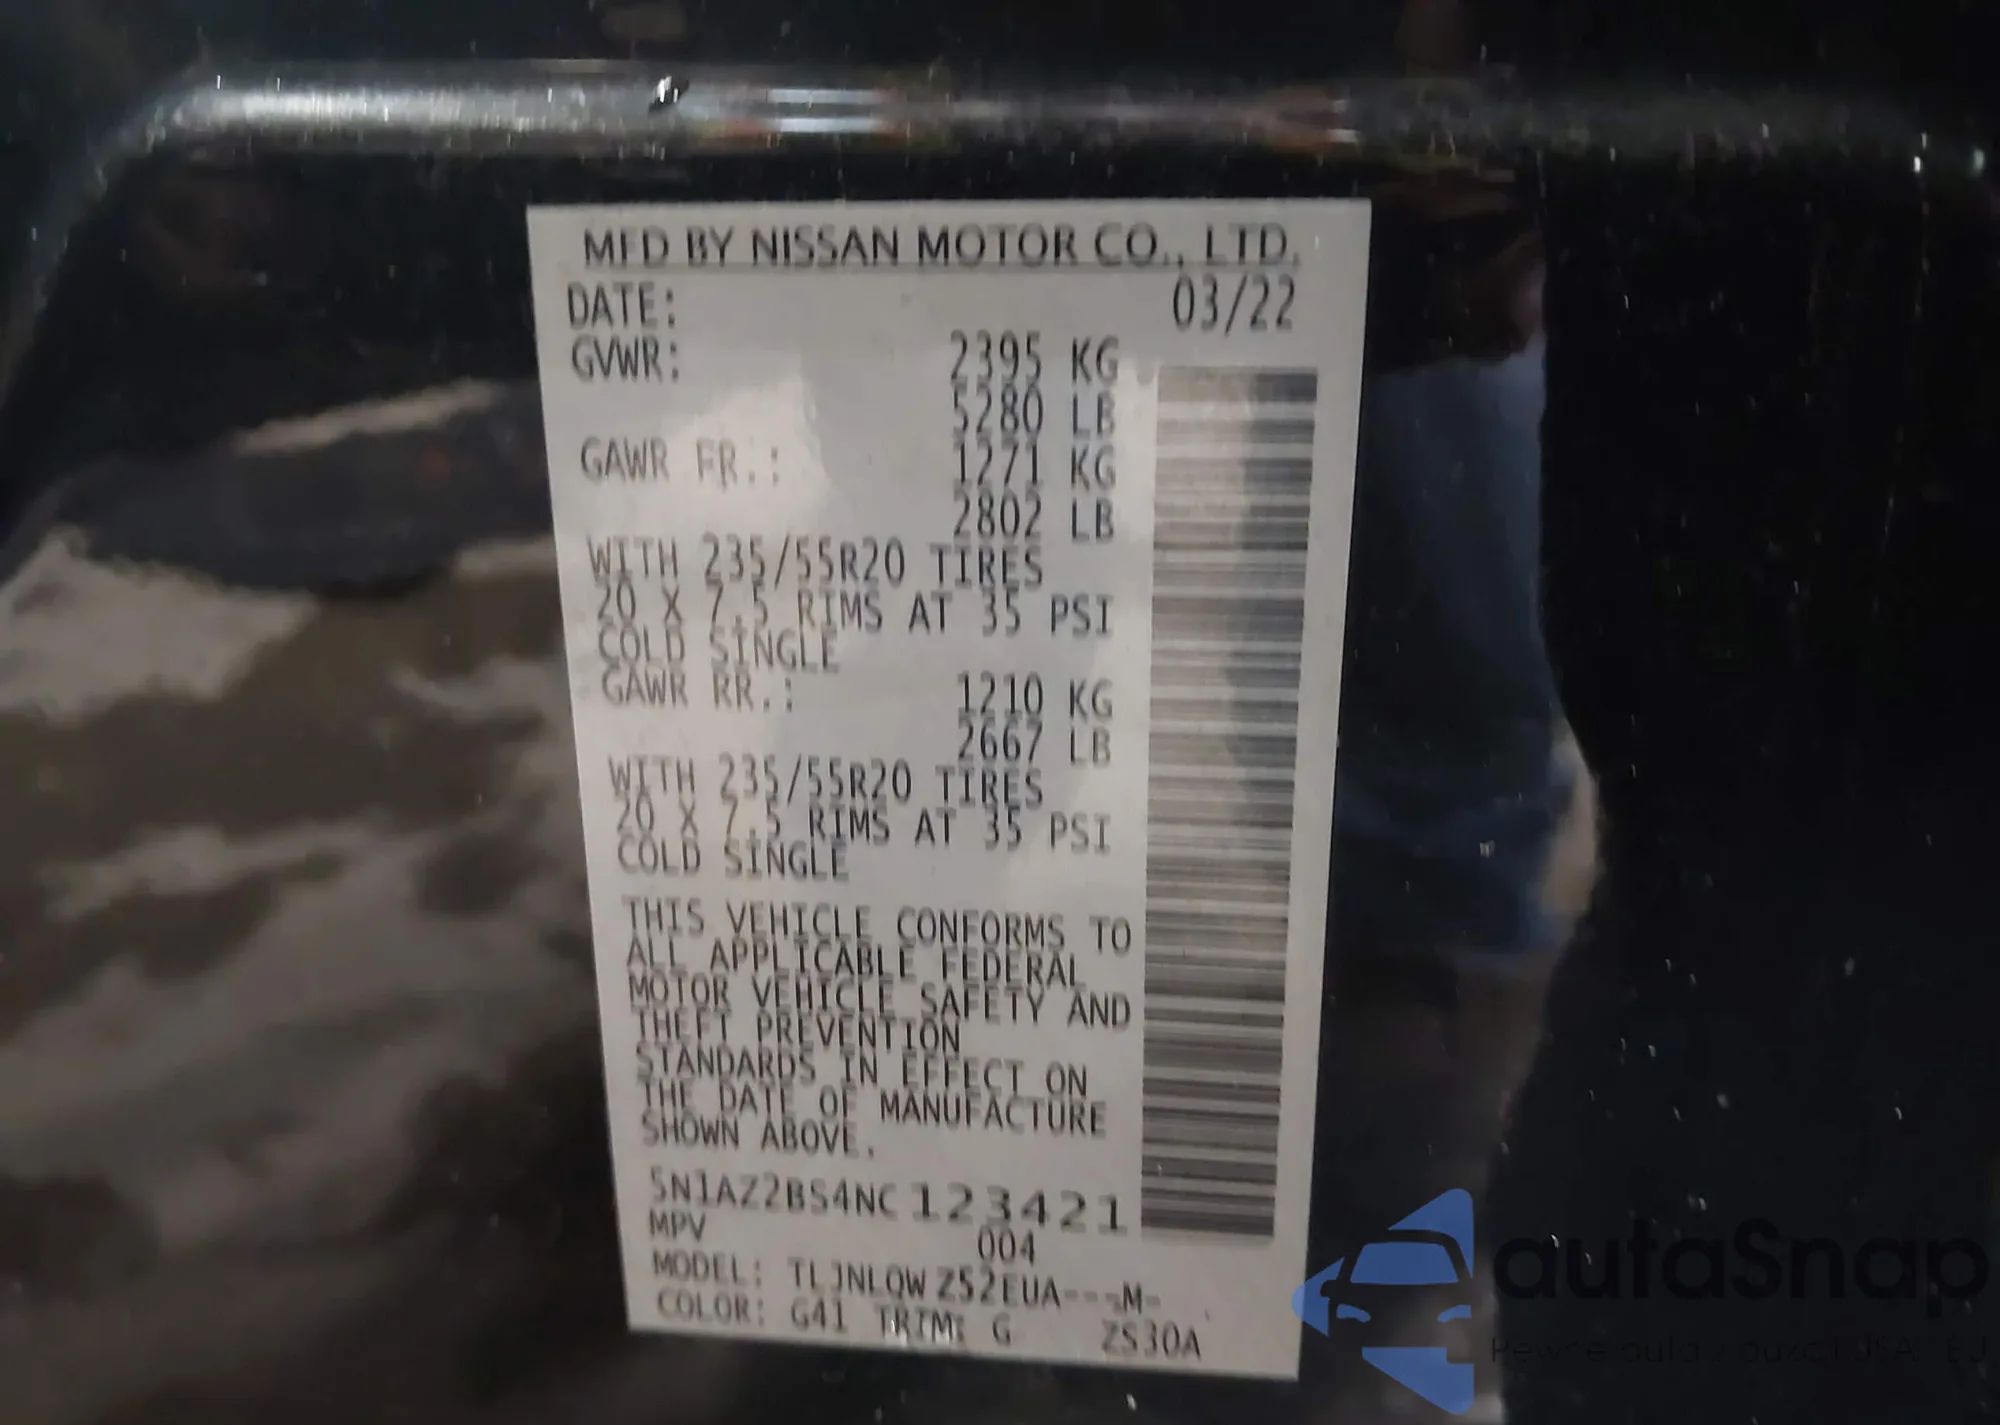 MFD BY NISSAN MOTOR CO., LTD.
DATE: 03/22
GVWR: 2395 KG
5280 LB
GAWR FR.: 1271 KG
2802 LB
WITH 235/55R20 TIRES
20 X 7.5 RIMS AT 35 PSI
COLD SINGLE
GAWR RR.: 1210 KG
2667 LB
WITH 235/55R20 TIRES
20 X 7.5 RIMS AT 35 PSI
COLD SINGLE
THIS VEHICLE CONFORMS TO
ALL APPLICABLE FEDERAL
MOTOR VEHICLE SAFETY AND
THEFT PREVENTION
STANDARDS IN EFFECT ON
THE DATE OF MANUFACTURE
SHOWN ABOVE.
5N1AZ2BS4NC123421
MPV 004
MODEL: TLJNLQWZ52EUA---M-
COLOR: G41 TRIM: G ZS30A
autaSnap